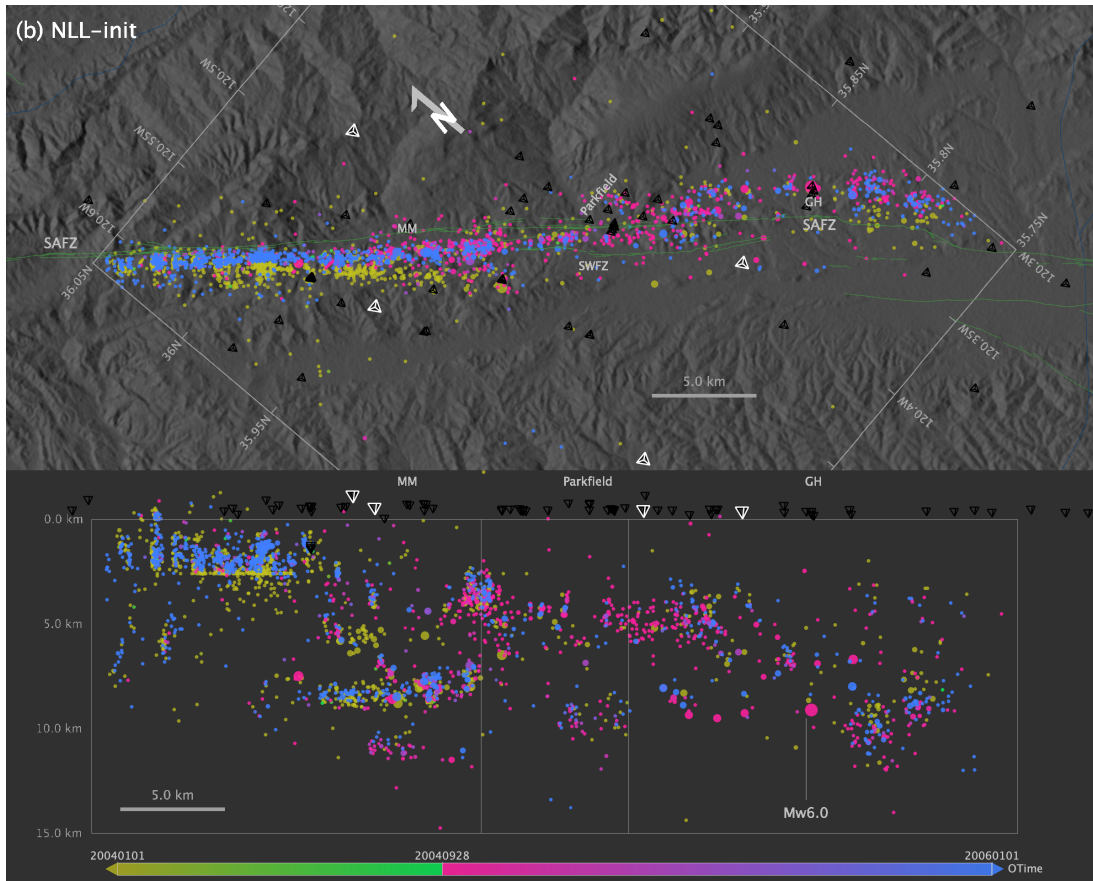 (b) NLL-init
N
120.5W
120.55W
120.6W
35.85N
35.8N
35.75N
120.3W
120.35W
120.4W
36.05N
36N
35.95N
SAFZ
MM
Parkfield
SWFZ
GH
SAFZ
5.0 km
MM
Parkfield
GH
0.0 km
5.0 km
10.0 km
15.0 km
5.0 km
Mw6.0
20040101
20040928
20060101
OTime